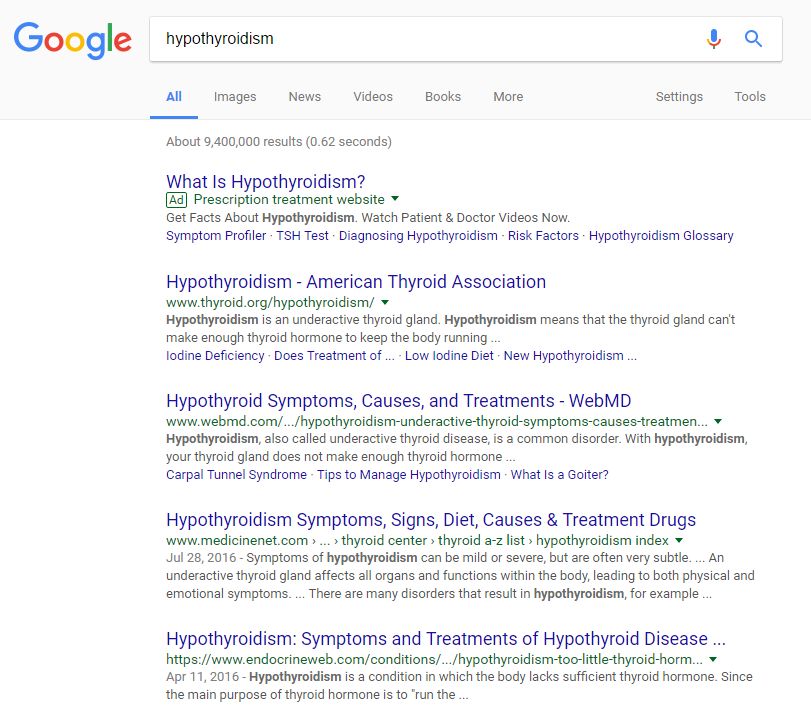 Google
hypothyroidism
All Images News Videos Books More Settings Tools
About 9,400,000 results (0.62 seconds)
What Is Hypothyroidism?
Ad Prescription treatment website
Get Facts About Hypothyroidism. Watch Patient & Doctor Videos Now.
Symptom Profiler · TSH Test · Diagnosing Hypothyroidism · Risk Factors · Hypothyroidism Glossary
Hypothyroidism - American Thyroid Association
www.thyroid.org/hypothyroidism/
Hypothyroidism is an underactive thyroid gland. Hypothyroidism means that the thyroid gland can't
make enough thyroid hormone to keep the body running ...
Iodine Deficiency · Does Treatment of ... · Low Iodine Diet · New Hypothyroidism ...
Hypothyroid Symptoms, Causes, and Treatments - WebMD
www.webmd.com/.../hypothyroidism-underactive-thyroid-symptoms-causes-treatmen...
Hypothyroidism, also called underactive thyroid disease, is a common disorder. With hypothyroidism,
your thyroid gland does not make enough thyroid hormone ...
Carpal Tunnel Syndrome · Tips to Manage Hypothyroidism · What Is a Goiter?
Hypothyroidism Symptoms, Signs, Diet, Causes & Treatment Drugs
www.medicinenet.com › ... › thyroid center › thyroid a-z list › hypothyroidism index
Jul 28, 2016 - Symptoms of hypothyroidism can be mild or severe, but are often very subtle. ... An
underactive thyroid gland affects all organs and functions within the body, leading to both physical and
emotional symptoms. ... There are many disorders that result in hypothyroidism, for example ...
Hypothyroidism: Symptoms and Treatments of Hypothyroid Disease ...
https://www.endocrineweb.com/conditions/.../hypothyroidism-too-little-thyroid-horm...
Apr 11, 2016 - Hypothyroidism is a condition in which the body lacks sufficient thyroid hormone. Since
the main purpose of thyroid hormone is to "run the ...